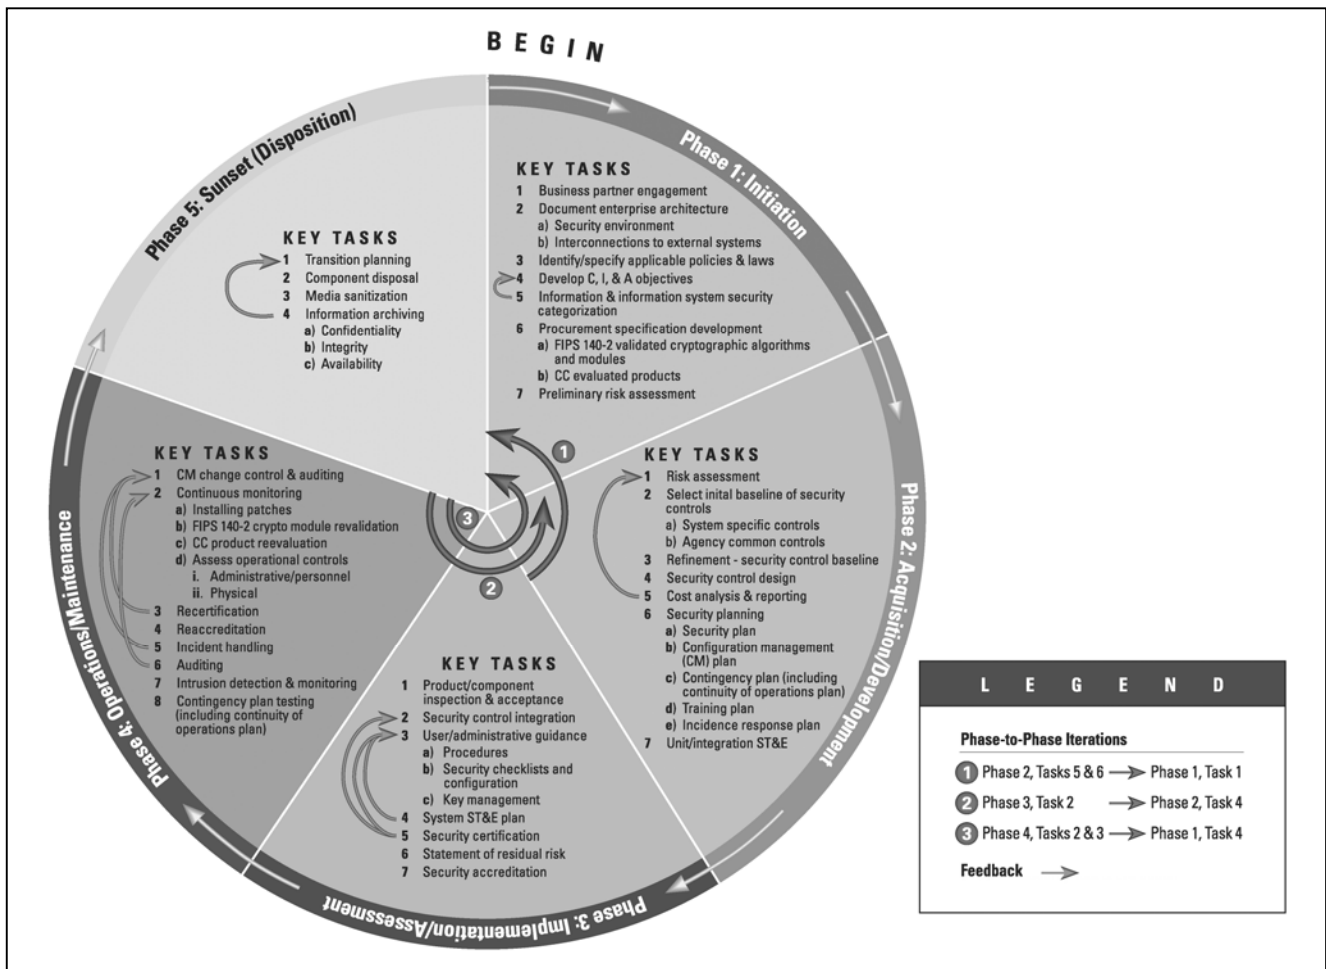 BEGIN
Phase 1: Initiation
KEY TASKS
1 Business partner engagement
2 Document enterprise architecture
a) Security environment
b) Interconnections to external systems
3 Identify/specify applicable policies & laws
4 Develop C, I, & A objectives
5 Information & information system security
categorization
6 Procurement specification development
a) FIPS 140-2 validated cryptographic algorithms
and modules
b) CC evaluated products
7 Preliminary risk assessment
Phase 2: Acquisition/Development
KEY TASKS
1 Risk assessment
2 Select inital baseline of security
controls
a) System specific controls
b) Agency common controls
3 Refinement - security control baseline
4 Security control design
5 Cost analysis & reporting
6 Security planning
a) Security plan
b) Configuration management
(CM) plan
c) Contingency plan (including
continuity of operations plan)
d) Training plan
e) Incidence response plan
7 Unit/integration ST&E
Phase 3: Implementation/Assessment
KEY TASKS
1 Product/component
inspection & acceptance
2 Security control integration
3 User/administrative guidance
a) Procedures
b) Security checklists and
configuration
c) Key management
4 System ST&E plan
5 Security certification
6 Statement of residual risk
7 Security accreditation
Phase 4: Operations/Maintenance
KEY TASKS
1 CM change control & auditing
2 Continuous monitoring
a) Installing patches
b) FIPS 140-2 crypto module revalidation
c) CC product reevaluation
d) Assess operational controls
i. Administrative/personnel
ii. Physical
3 Recertification
4 Reaccreditation
5 Incident handling
6 Auditing
7 Intrusion detection & monitoring
8 Contingency plan testing
(including continuity of
operations plan)
Phase 5: Sunset (Disposition)
KEY TASKS
1 Transition planning
2 Component disposal
3 Media sanitization
4 Information archiving
a) Confidentiality
b) Integrity
c) Availability
1
3
2
LEGEND
Phase-to-Phase Iterations
1 Phase 2, Tasks 5 & 6 Phase 1, Task 1
2 Phase 3, Task 2 Phase 2, Task 4
3 Phase 4, Tasks 2 & 3 Phase 1, Task 4
Feedback